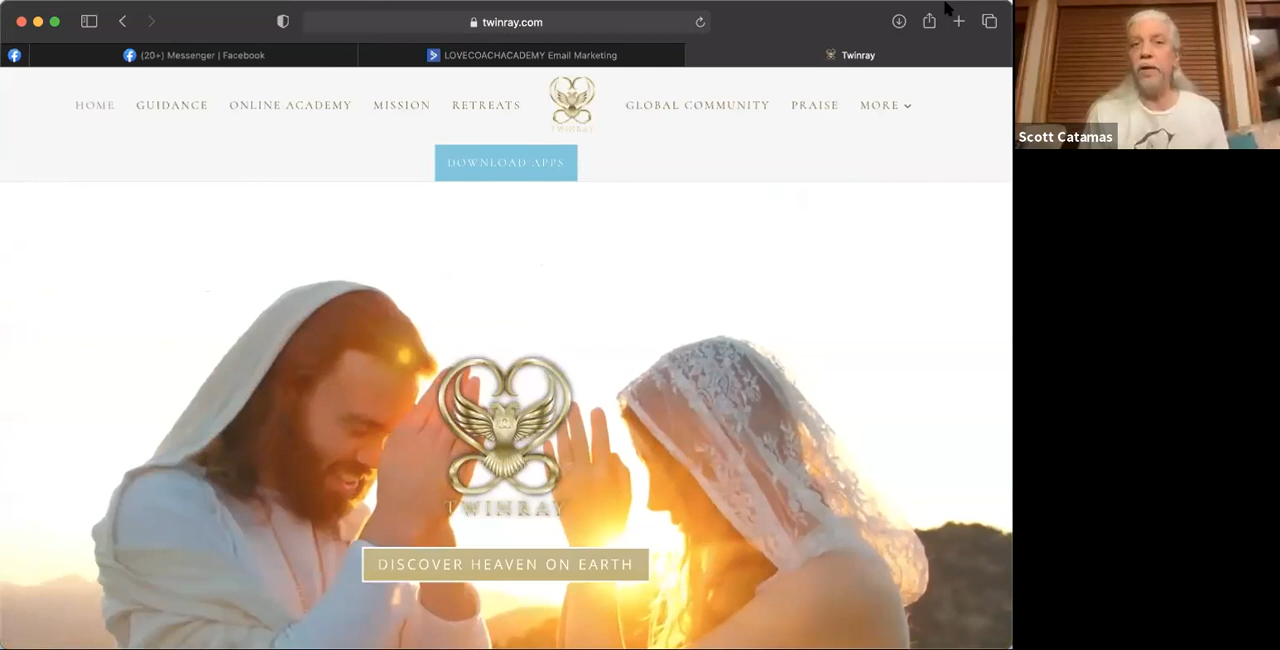 twinray.com
(20+) Messenger | Facebook
LOVECOACHACADEMY Email Marketing
Twinray
HOME GUIDANCE ONLINE ACADEMY MISSION RETREATS TWINRAY GLOBAL COMMUNITY PRAISE MORE
DOWNLOAD APPS
TWINRAY
DISCOVER HEAVEN ON EARTH
Scott Catamas